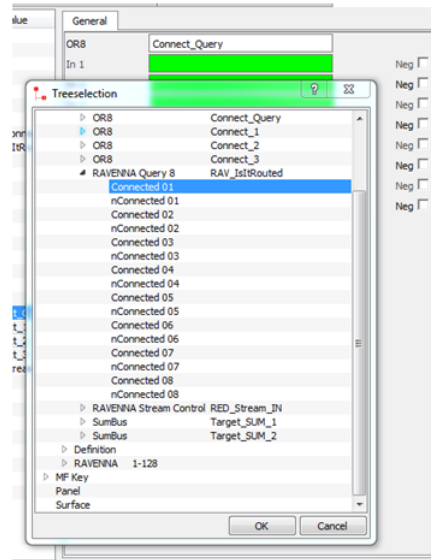 alue
General
OR8 Connect_Query
In 1
Neg
Neg
Neg
Neg
Neg
Neg
Neg
Neg
Treeselection
OR8 Connect_Query
OR8 Connect_1
OR8 Connect_2
OR8 Connect_3
RAVENNA Query 8 RAV_IsItRouted
Connected 01
nConnected 01
Connected 02
nConnected 02
Connected 03
nConnected 03
Connected 04
nConnected 04
Connected 05
nConnected 05
Connected 06
nConnected 06
Connected 07
nConnected 07
Connected 08
nConnected 08
RAVENNA Stream Control RED_Stream_IN
SumBus Target_SUM_1
SumBus Target_SUM_2
Definition
RAVENNA 1-128
MF Key
Panel
Surface
OK Cancel